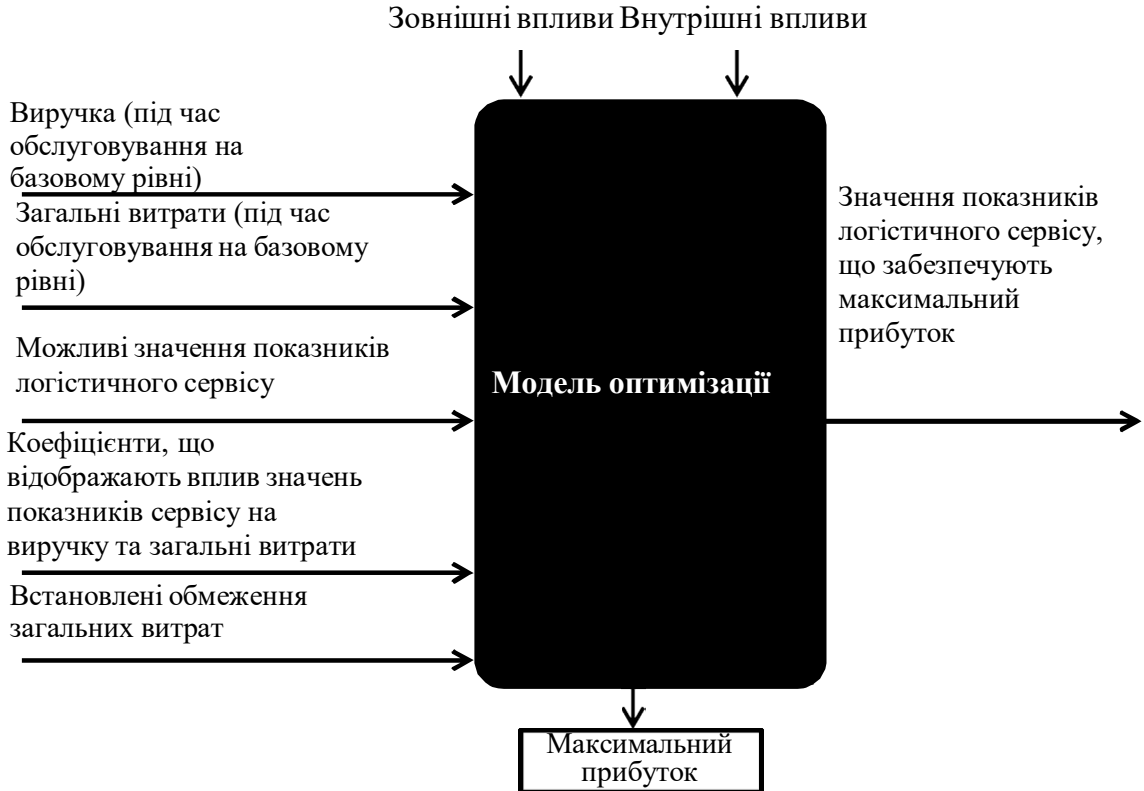 Зовнішні впливи Внутрішні впливи
Виручка (під час
обслуговування на
базовому рівні)
Загальні витрати (під час
обслуговування на базовому
рівні)
Можливі значення показників
логістичного сервісу
Коефіцієнти, що
відображають вплив значень
показників сервісу на
виручку та загальні витрати
Встановлені обмеження
загальних витрат
Модель оптимізації
Значення показників
логістичного сервісу,
що забезпечують
максимальний
прибуток
Максимальний
прибуток